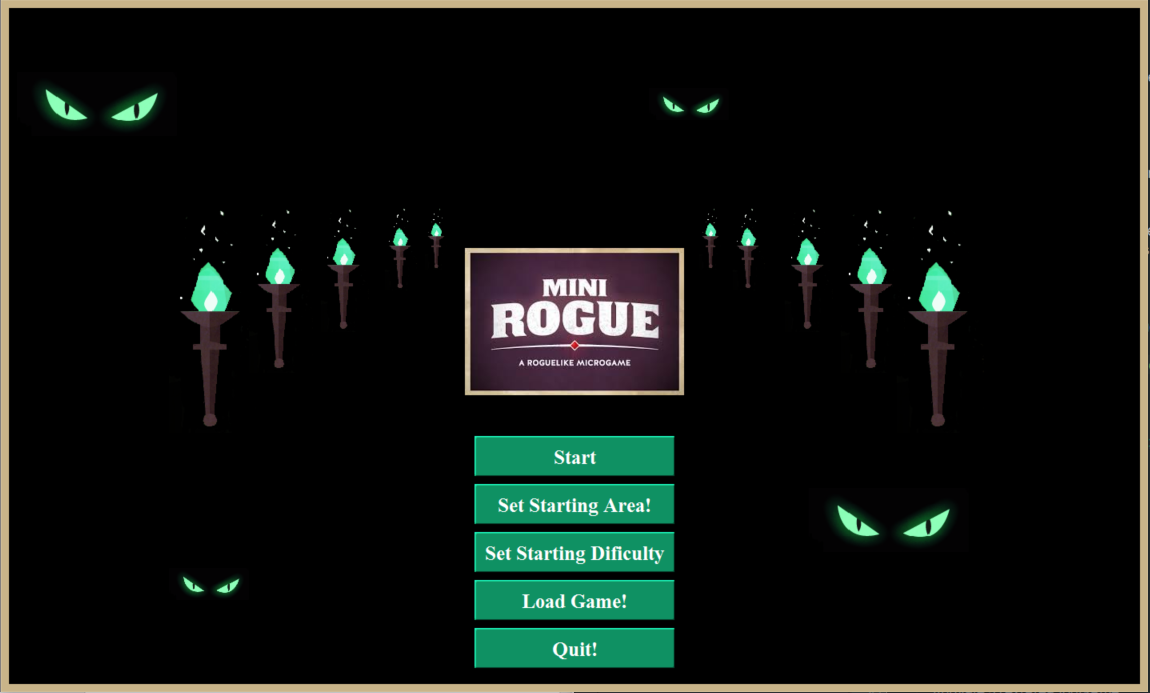 MINI
ROGUE
A ROGUELIKE MICROGAME
Start
Set Starting Area!
Set Starting Dificulty
Load Game!
Quit!